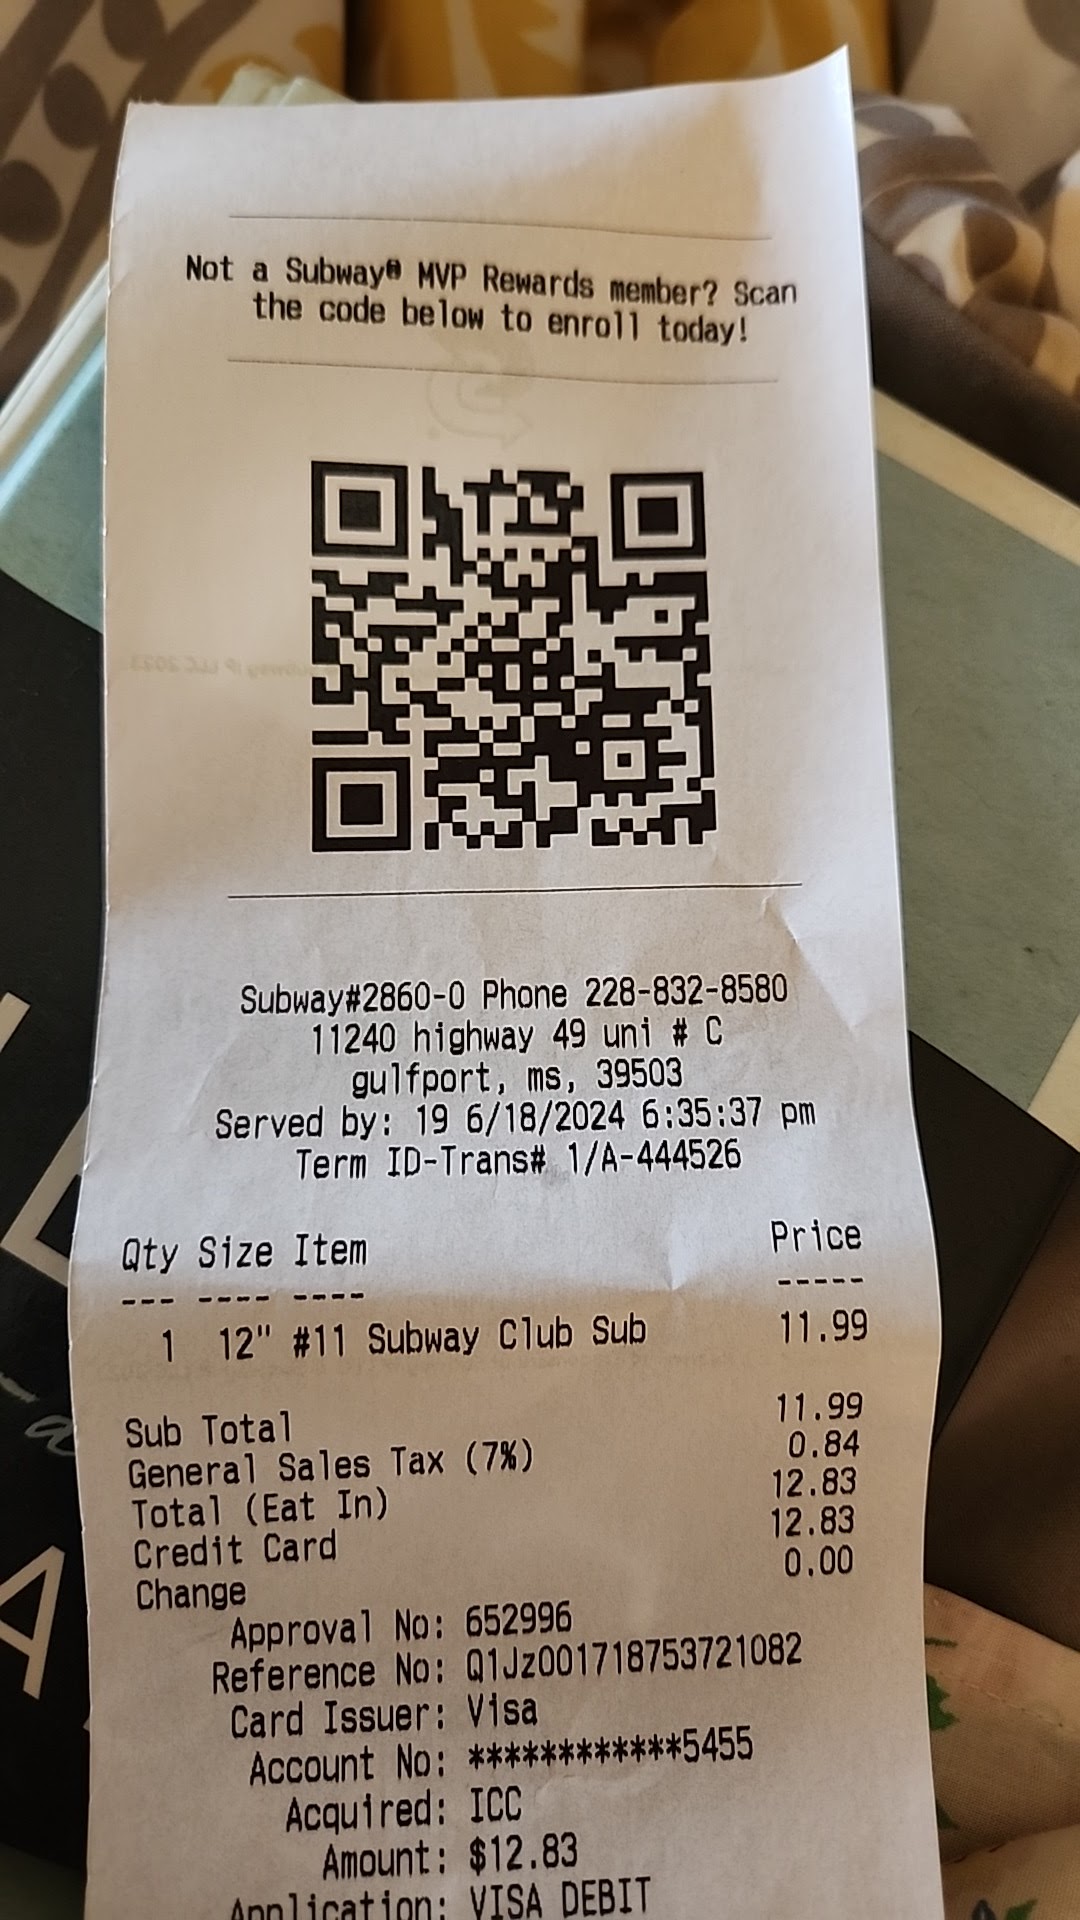 Not a Subway® MVP Rewards member? Scan
the code below to enroll today!
Subway#2860-0 Phone 228-832-8580
11240 highway 49 uni # C
gulfport, ms, 39503
Served by: 19 6/18/2024 6:35:37 pm
Term ID-Trans# 1/A-444526
Qty Size Item Price
--- ---- ---- -----
1 12" #11 Subway Club Sub 11.99
Sub Total 11.99
General Sales Tax (7%) 0.84
Total (Eat In) 12.83
Credit Card 12.83
Change 0.00
Approval No: 652996
Reference No: Q1Jz001718753721082
Card Issuer: Visa
Account No: ************5455
Acquired: ICC
Amount: $12.83
Application: VISA DEBIT